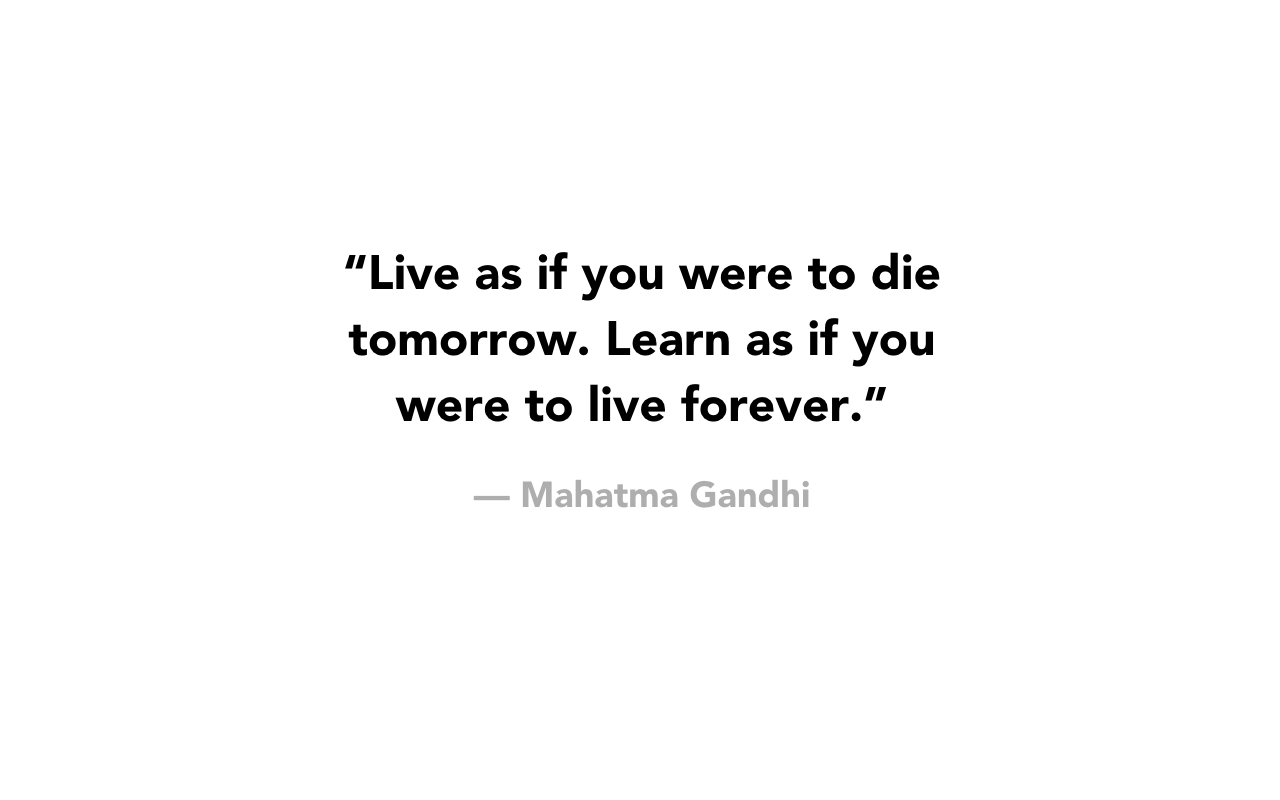 “Live as if you were to die
tomorrow. Learn as if you
were to live forever.”
— Mahatma Gandhi